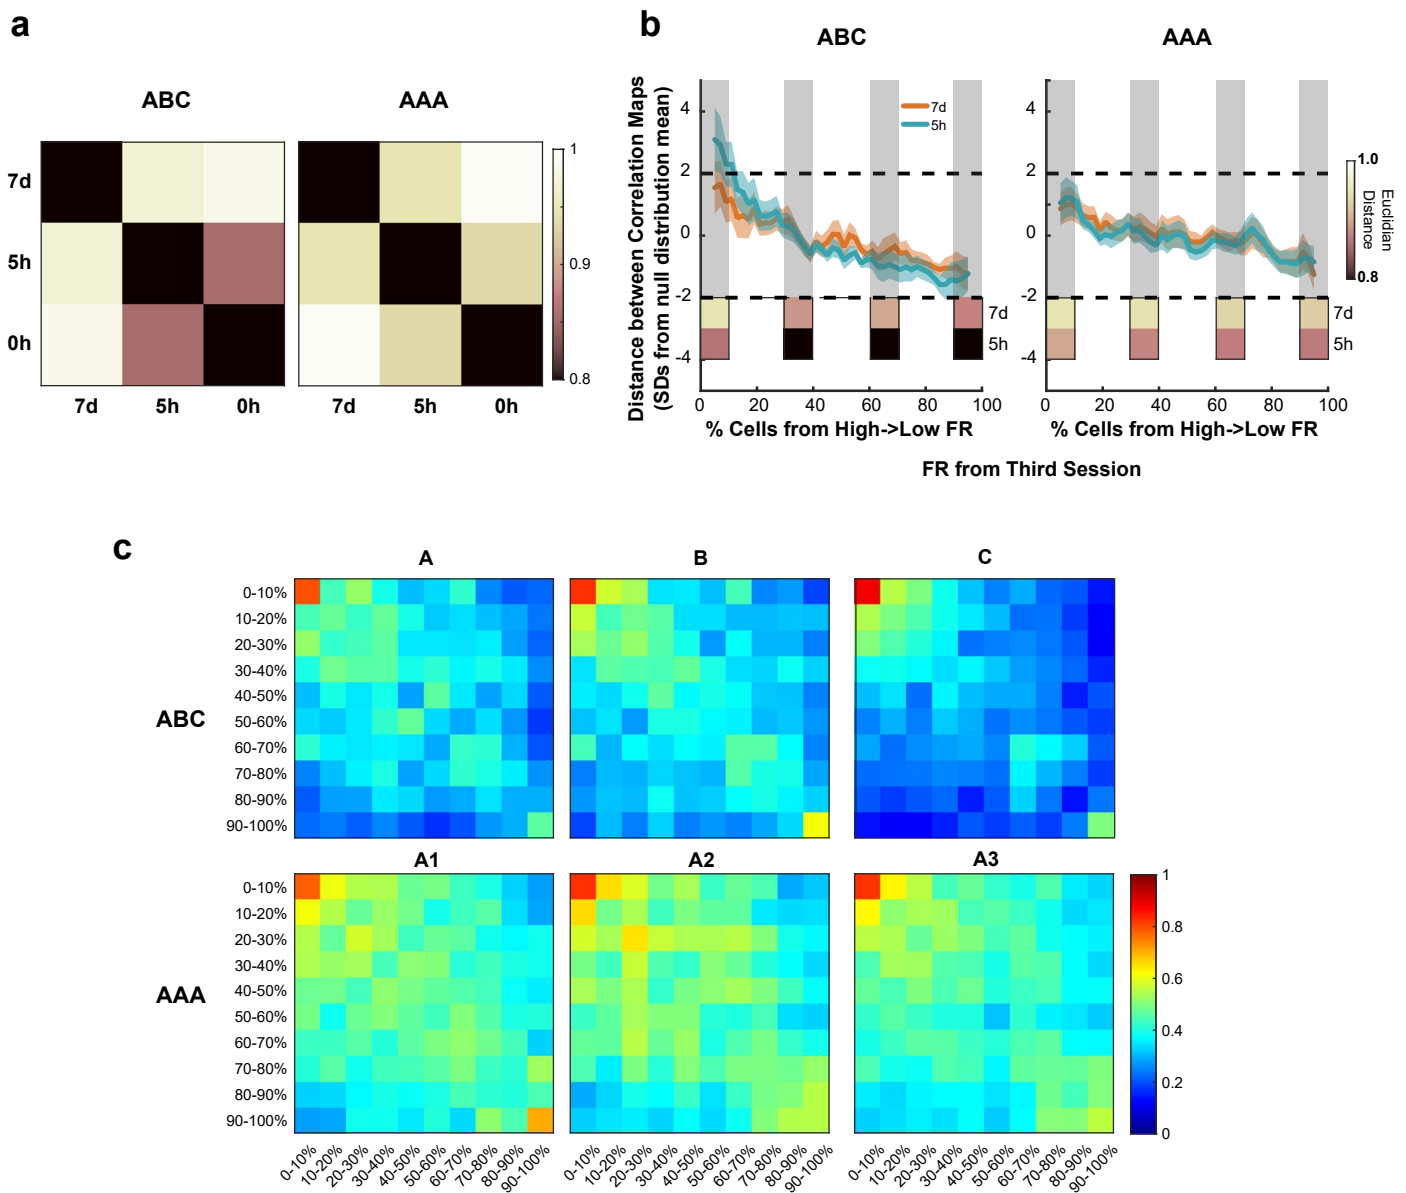 a
ABC
AAA
7d
5h
0h
7d
5h
0h
7d
5h
0h
1
0.9
0.8
b
ABC
AAA
Distance between Correlation Maps
(SDs from null distribution mean)
4
2
0
-2
-4
7d
5h
7d
5h
0
20
40
60
80
100
% Cells from High->Low FR
4
2
0
-2
-4
7d
5h
0
20
40
60
80
100
% Cells from High->Low FR
1.0
0.8
Euclidian
Distance
FR from Third Session
c
A
B
C
ABC
0-10%
10-20%
20-30%
30-40%
40-50%
50-60%
60-70%
70-80%
80-90%
90-100%
A1
A2
A3
AAA
0-10%
10-20%
20-30%
30-40%
40-50%
50-60%
60-70%
70-80%
80-90%
90-100%
0-10%
10-20%
20-30%
30-40%
40-50%
50-60%
60-70%
70-80%
80-90%
90-100%
0-10%
10-20%
20-30%
30-40%
40-50%
50-60%
60-70%
70-80%
80-90%
90-100%
0-10%
10-20%
20-30%
30-40%
40-50%
50-60%
60-70%
70-80%
80-90%
90-100%
1
0.8
0.6
0.4
0.2
0